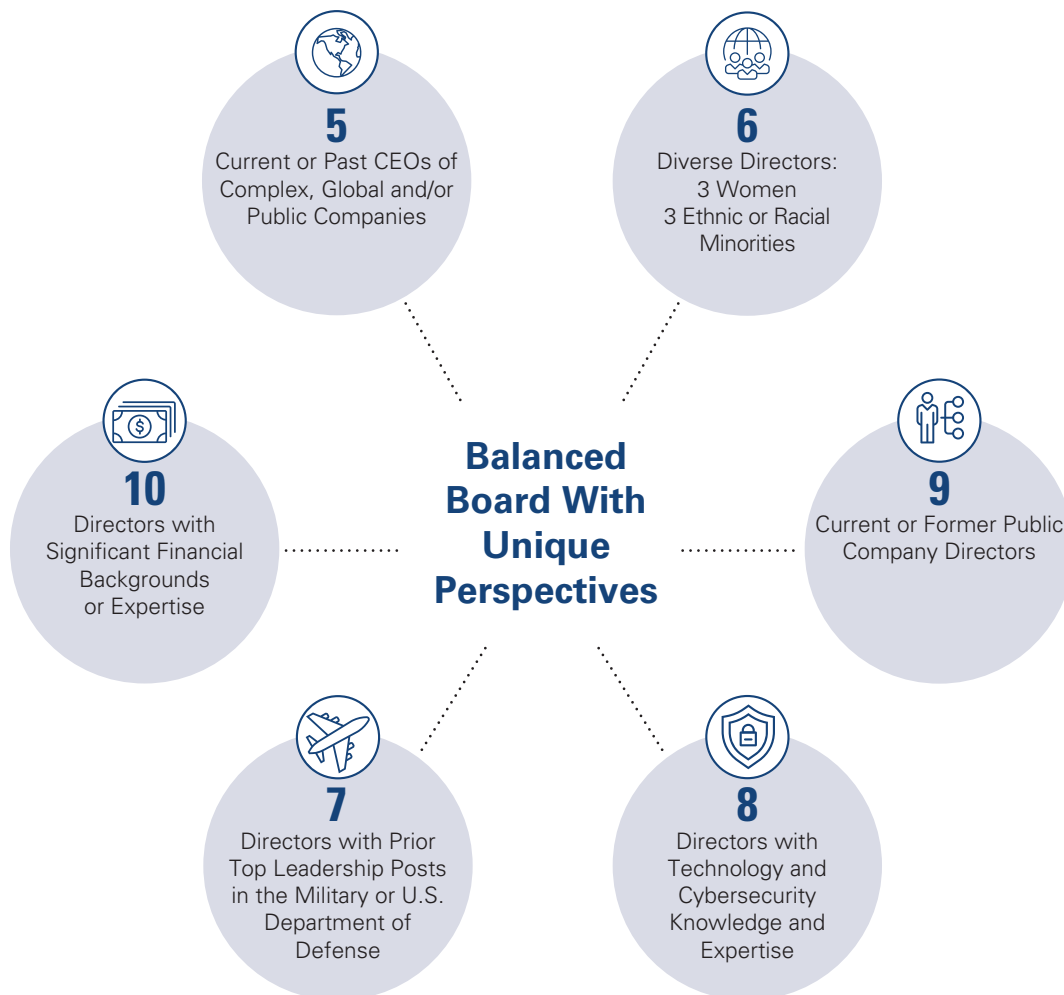 5
Current or Past CEOs of
Complex, Global and/or
Public Companies
6
Diverse Directors:
3 Women
3 Ethnic or Racial
Minorities
10
Directors with
Significant Financial
Backgrounds
or Expertise
Balanced
Board With
Unique
Perspectives
9
Current or Former Public
Company Directors
7
Directors with Prior
Top Leadership Posts
in the Military or U.S.
Department of
Defense
8
Directors with
Technology and
Cybersecurity
Knowledge and
Expertise